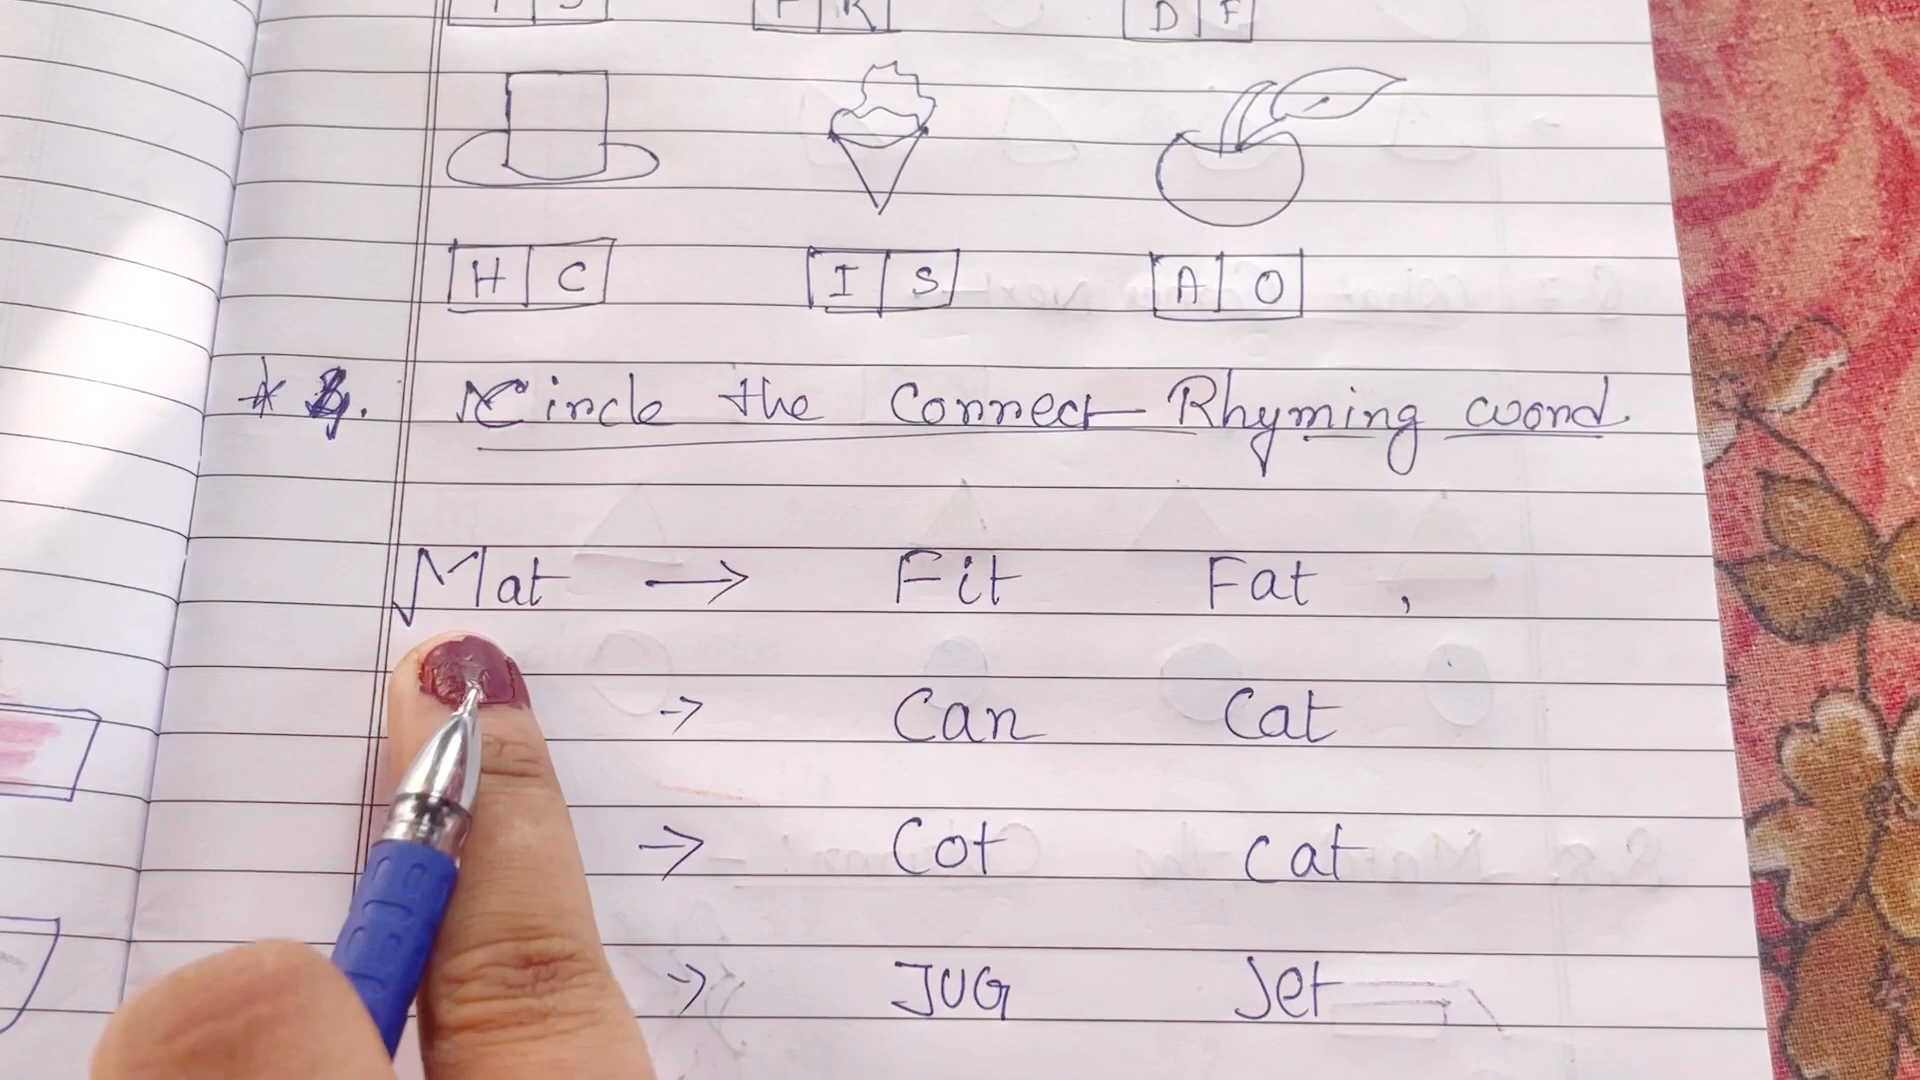 D F
H C I S A O
Circle the Correct Rhyming word
Mat → Fit Fat ,
→ Can Cat
→ Cot Cat
→ JUG Jet